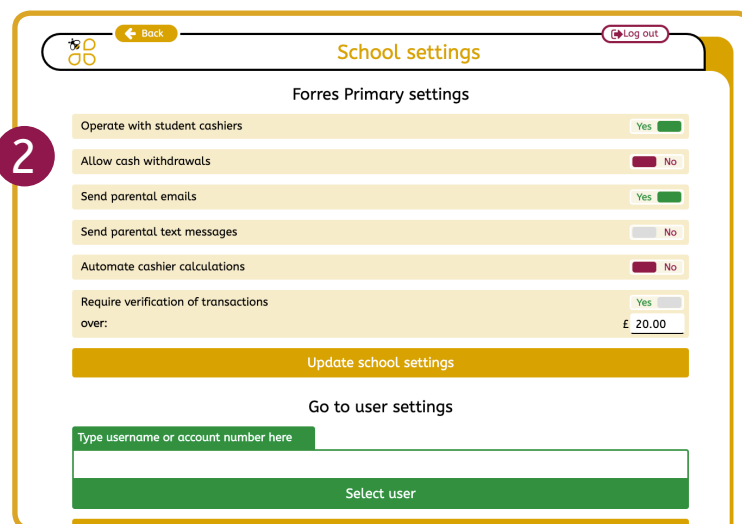 Back
Log out
School settings
Forres Primary settings
2
Operate with student cashiers Yes
Allow cash withdrawals No
Send parental emails Yes
Send parental text messages No
Automate cashier calculations No
Require verification of transactions Yes
over: £ 20.00
Update school settings
Go to user settings
Type username or account number here
Select user